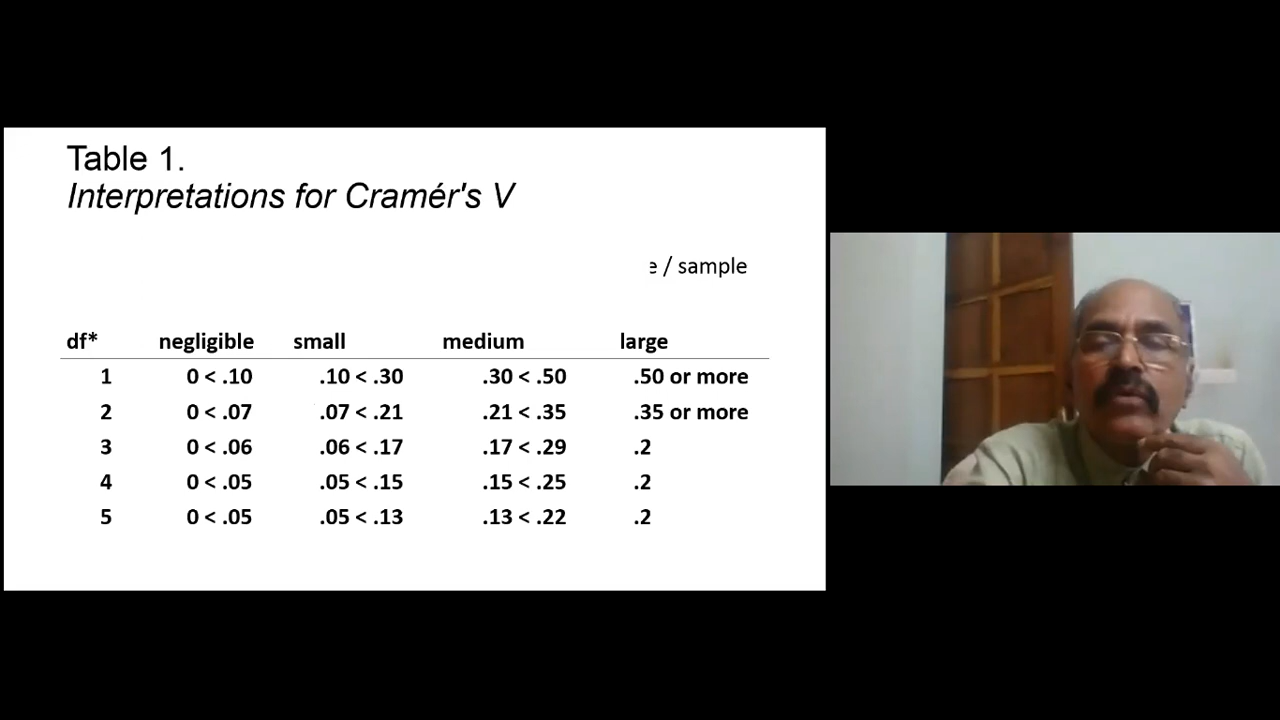 Table 1.
Interpretations for Cramér's V
/ sample
df* negligible small medium large
1 0 < .10 .10 < .30 .30 < .50 .50 or more
2 0 < .07 .07 < .21 .21 < .35 .35 or more
3 0 < .06 .06 < .17 .17 < .29 .2
4 0 < .05 .05 < .15 .15 < .25 .2
5 0 < .05 .05 < .13 .13 < .22 .2